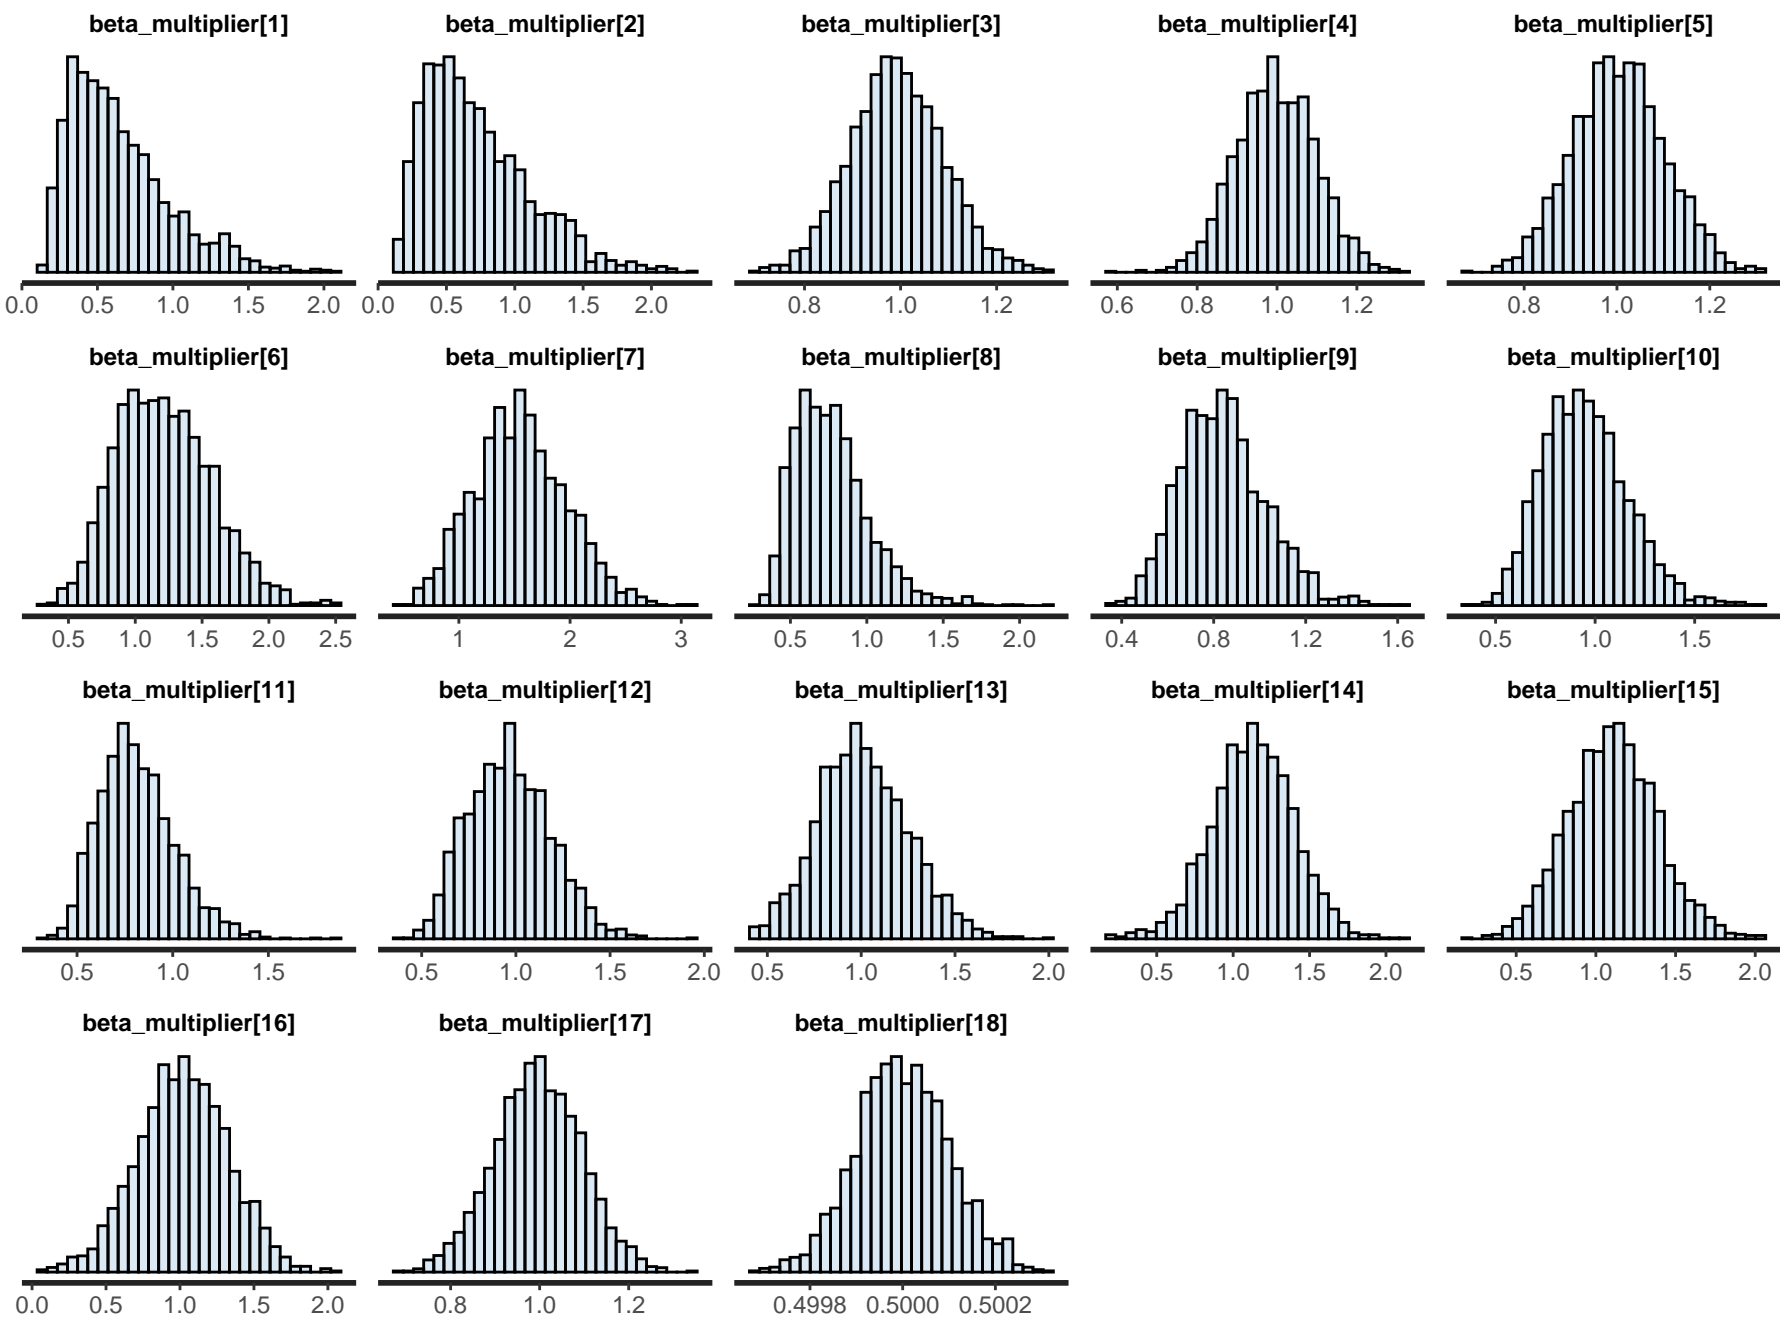 beta_multiplier[1] beta_multiplier[2] beta_multiplier[3] beta_multiplier[4] beta_multiplier[5]
0.0 0.5 1.0 1.5 2.0 0.0 0.5 1.0 1.5 2.0 0.8 1.0 1.2 0.6 0.8 1.0 1.2 0.8 1.0 1.2
beta_multiplier[6] beta_multiplier[7] beta_multiplier[8] beta_multiplier[9] beta_multiplier[10]
0.5 1.0 1.5 2.0 2.5 1 2 3 0.5 1.0 1.5 2.0 0.4 0.8 1.2 1.6 0.5 1.0 1.5
beta_multiplier[11] beta_multiplier[12] beta_multiplier[13] beta_multiplier[14] beta_multiplier[15]
0.5 1.0 1.5 0.5 1.0 1.5 2.0 0.5 1.0 1.5 2.0 0.5 1.0 1.5 2.0 0.5 1.0 1.5 2.0
beta_multiplier[16] beta_multiplier[17] beta_multiplier[18]
0.0 0.5 1.0 1.5 2.0 0.8 1.0 1.2 0.4998 0.5000 0.5002